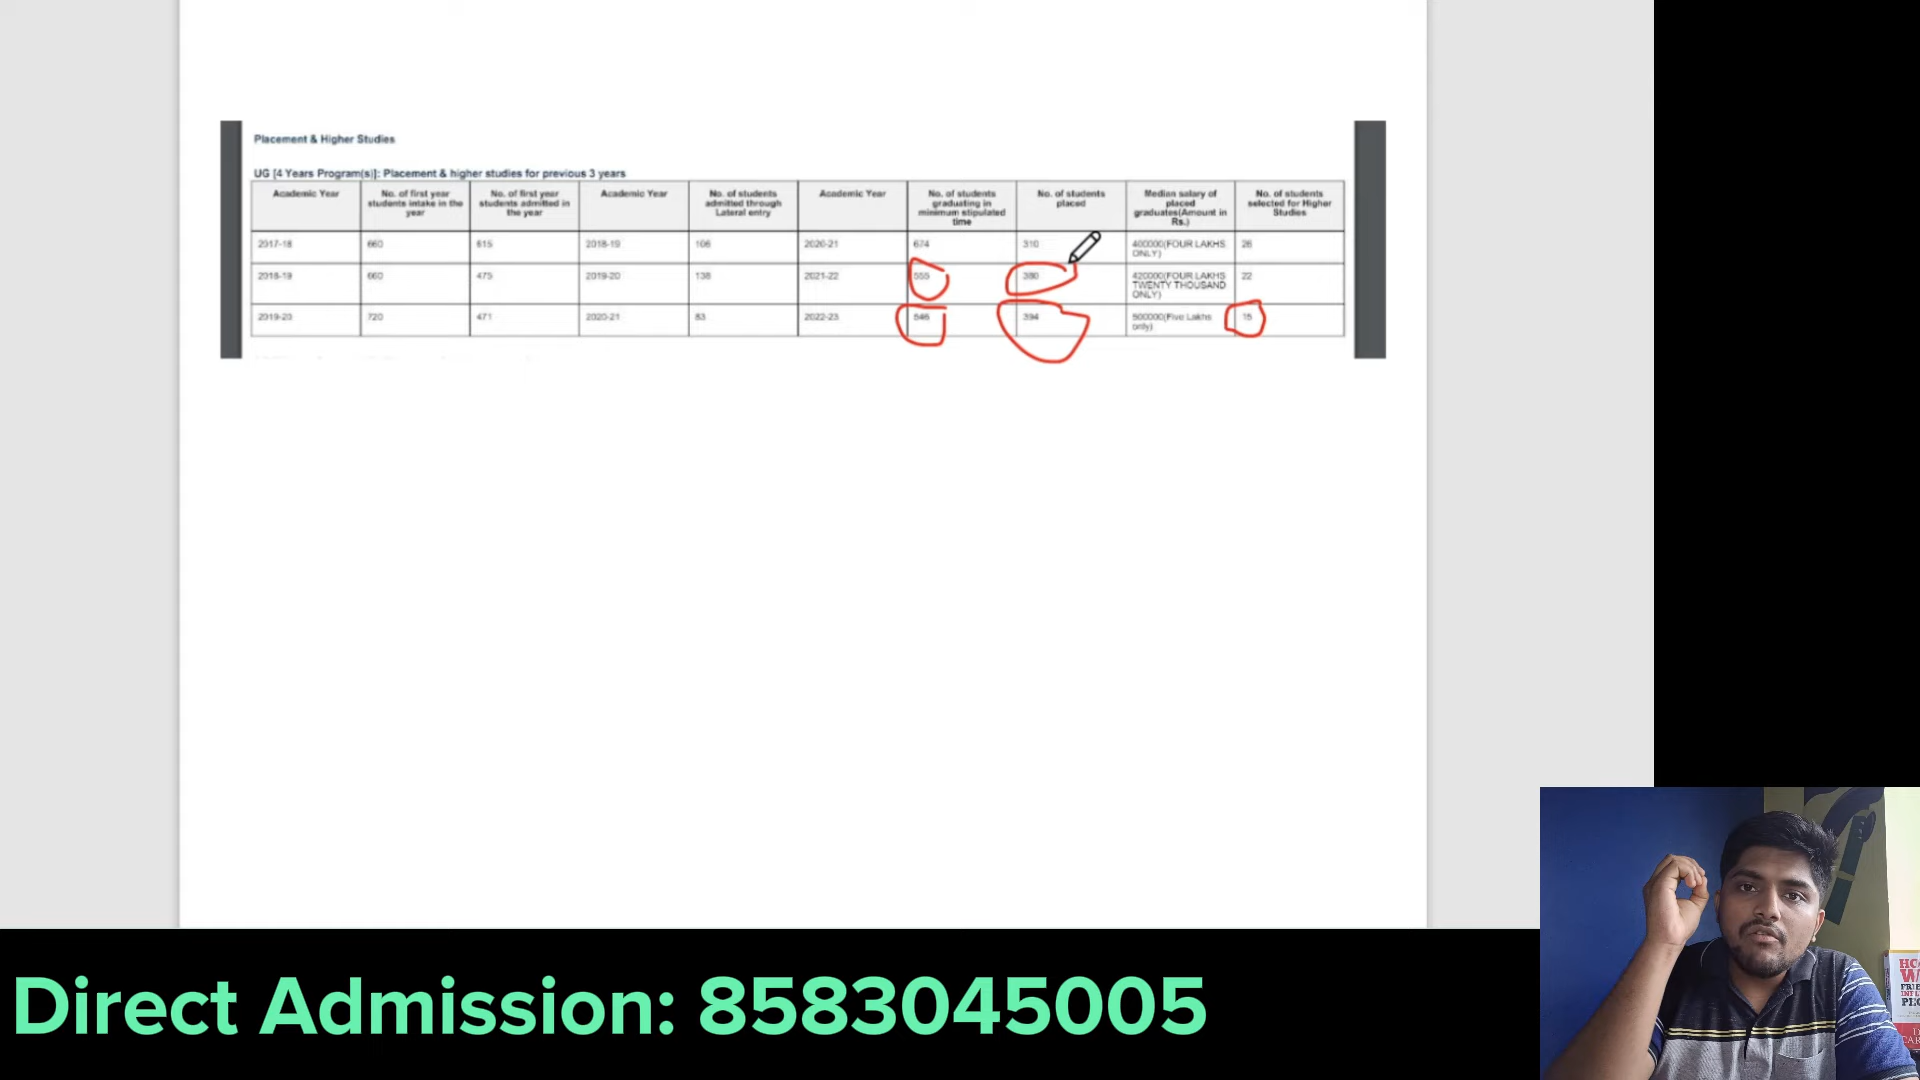 Placement & Higher Studies
UG [4 Years Program(s)]: Placement & higher studies for previous 3 years
Academic Year
No. of first year students intake in the year
No. of first year students admitted in the year
Academic Year
No. of students admitted through Lateral entry
Academic Year
No. of students graduating in minimum stipulated time
No. of students placed
Median salary of placed graduates(Amount in Rs.)
No. of students selected for Higher Studies
2017-18 660 615 2018-19 106 2020-21 674 310 400000(FOUR LAKHS ONLY)
2018-19 660 475 2019-20 138 2021-22 555 380 420000(FOUR LAKHS TWENTY THOUSAND ONLY) 22
2019-20 720 471 2020-21 83 2022-23 546 394 500000(Five Lakhs only) 15
Direct Admission: 8583045005